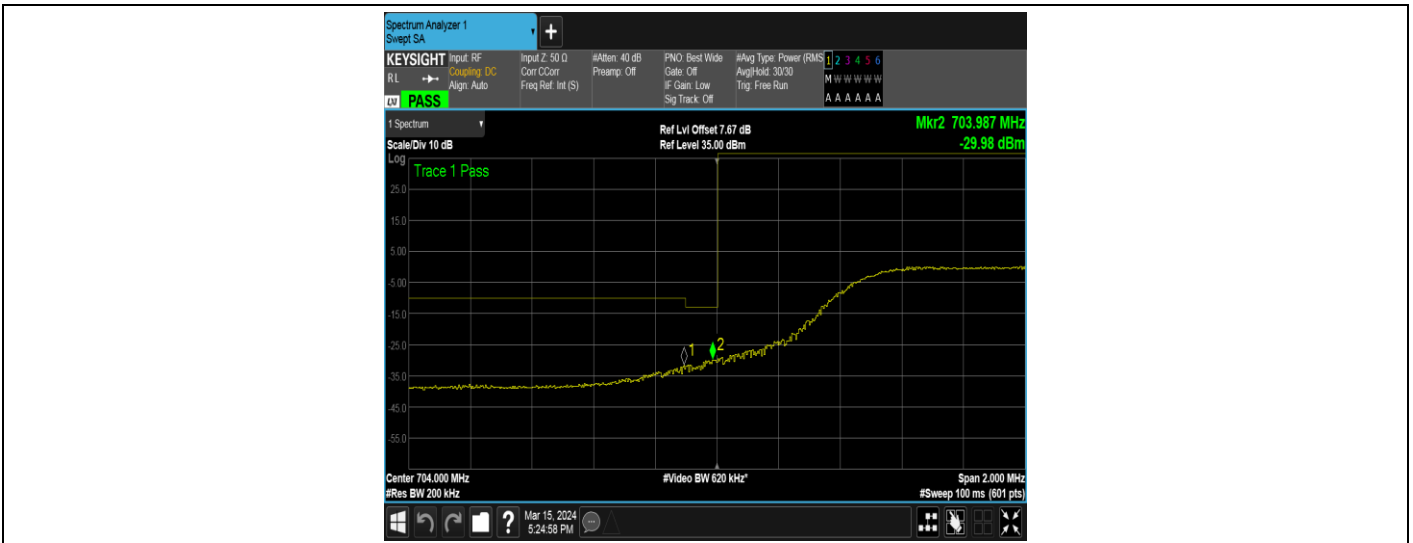 Spectrum Analyzer 1
Swept SA
+
KEYSIGHT
RL
LXI PASS
Input: RF
Coupling: DC
Align: Auto
Input Z: 50 Ω
Corr CCorr
Freq Ref: Int (S)
#Atten: 40 dB
Preamp: Off
PNO: Best Wide
Gate: Off
IF Gain: Low
Sig Track: Off
#Avg Type: Power (RMS
Avg|Hold: 30/30
Trig: Free Run
1 2 3 4 5 6
M W W W W W
A A A A A A
1 Spectrum
Scale/Div 10 dB
Ref Lvl Offset 7.67 dB
Ref Level 35.00 dBm
Mkr2 703.987 MHz
-29.98 dBm
Log
Trace 1 Pass
25.0
15.0
5.00
-5.00
-15.0
-25.0
1
2
-35.0
-45.0
-55.0
Center 704.000 MHz
#Video BW 620 kHz*
Span 2.000 MHz
#Res BW 200 kHz
#Sweep 100 ms (601 pts)
?
Mar 15, 2024
5:24:58 PM